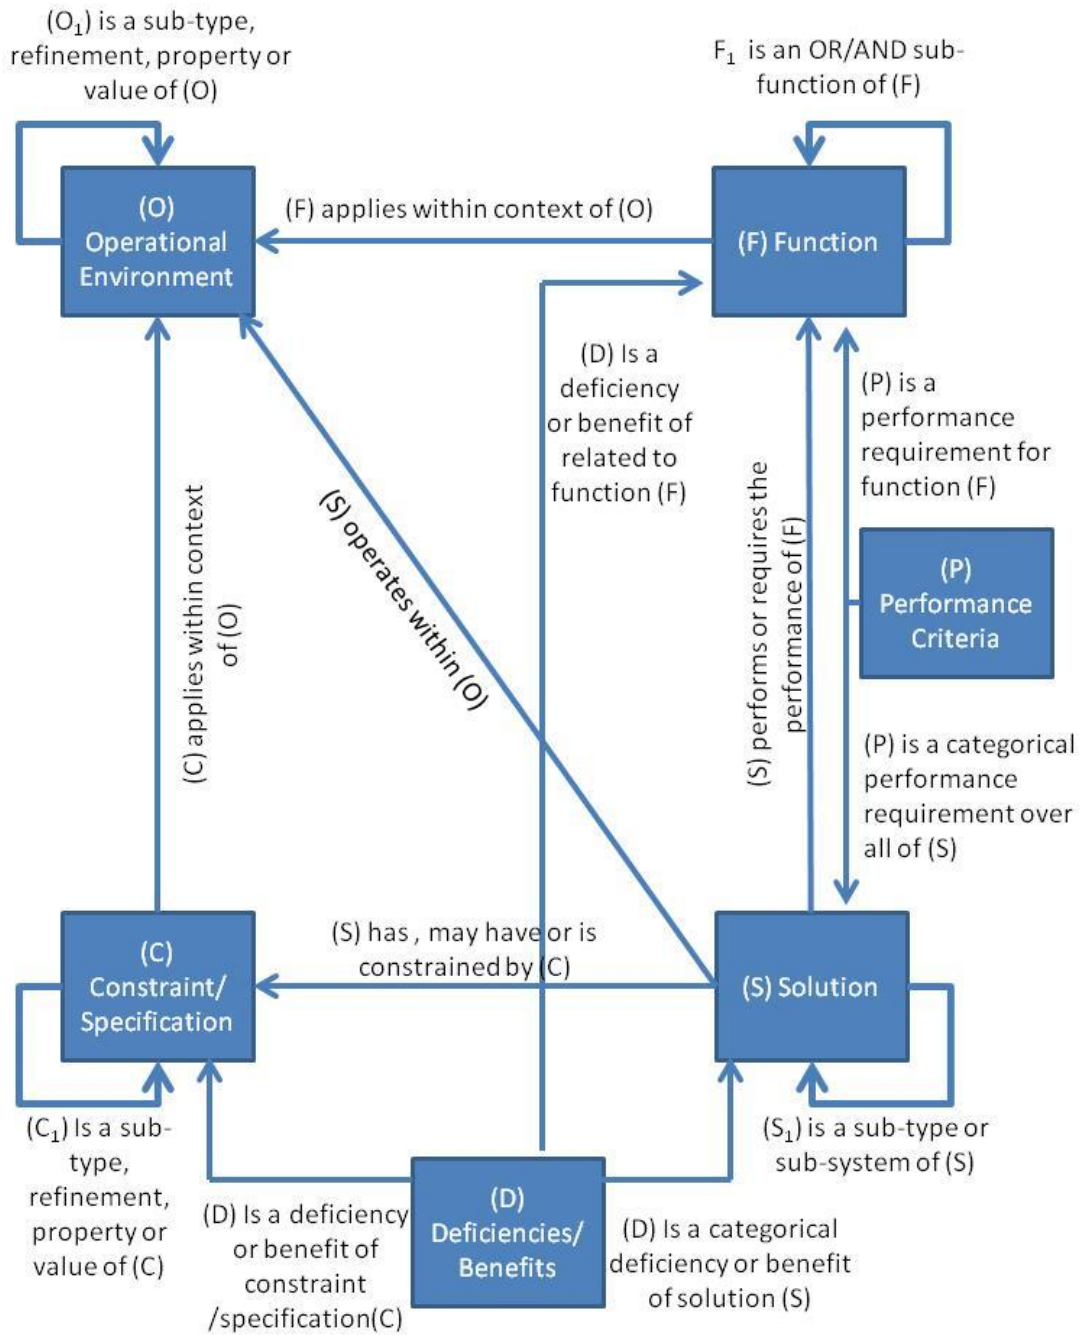 (O₁) is a sub-type,
refinement, property or
value of (O)
F₁ is an OR/AND sub-
function of (F)
(O)
Operational
Environment
(F) applies within context of (O)
(F) Function
(D) Is a
deficiency
or benefit of
related to
function (F)
(P) is a
performance
requirement for
function (F)
(S) operates within (O)
(C) applies within context
of (O)
(S) performs or requires the
performance of (F)
(P)
Performance
Criteria
(P) is a categorical
performance
requirement over
all of (S)
(C)
Constraint/
Specification
(S) has , may have or is
constrained by (C)
(S) Solution
(C₁) Is a sub-
type,
refinement,
property or
value of (C)
(S₁) is a sub-type or
sub-system of (S)
(D) Is a deficiency
or benefit of
constraint
/specification(C)
(D)
Deficiencies/
Benefits
(D) Is a categorical
deficiency or benefit
of solution (S)